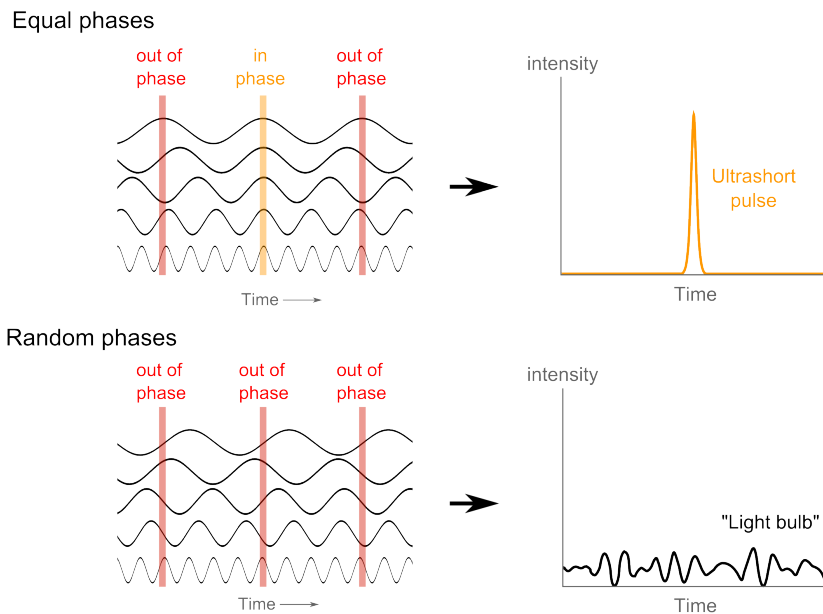 Equal phases
out of
phase
in
phase
out of
phase
intensity
Ultrashort
pulse
Time
Time
Random phases
out of
phase
out of
phase
out of
phase
intensity
"Light bulb"
Time
Time